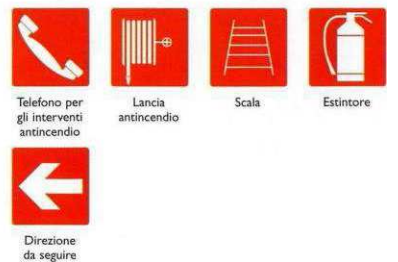 Telefono per
gli interventi
antincendio
Lancia
antincendio
Scala
Estintore
Direzione
da seguire